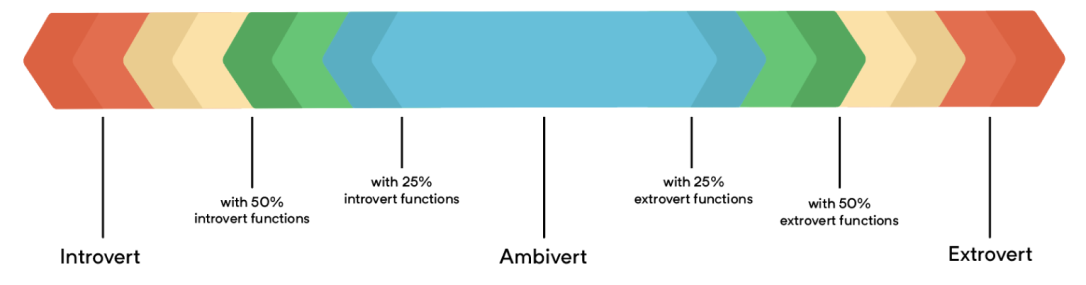 with 25%
introvert functions
with 25%
extrovert functions
with 50%
introvert functions
with 50%
extrovert functions
Introvert
Ambivert
Extrovert